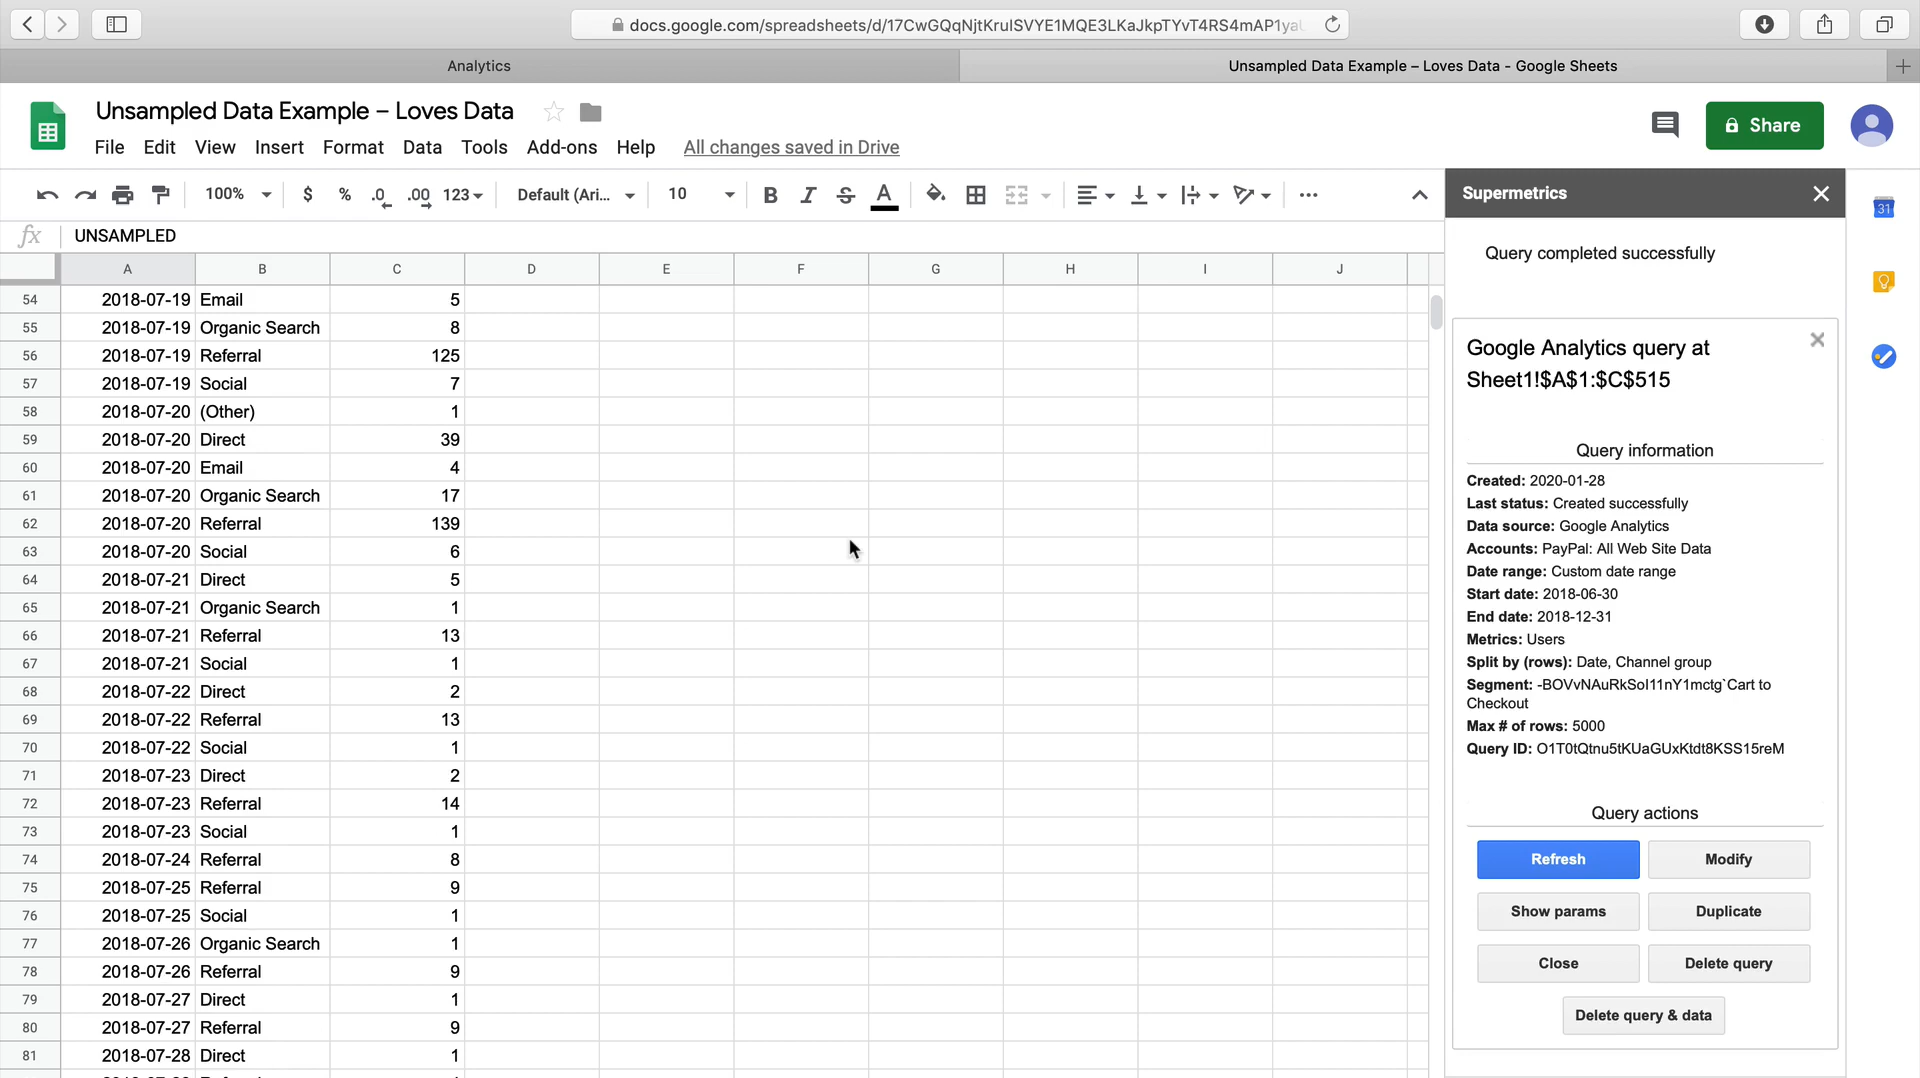 docs.google.com/spreadsheets/d/17CwGQqNjtKrulSVYE1MQE3LKaJkpTYvT4RS4mAP1ya
Analytics
Unsampled Data Example – Loves Data - Google Sheets
Unsampled Data Example – Loves Data
File Edit View Insert Format Data Tools Add-ons Help All changes saved in Drive
Share
100% $ % .0 .00 123 Default (Ari... 10 B I S A
Supermetrics
31
fx UNSAMPLED
A B C D E F G H I J
54 2018-07-19 Email 5
55 2018-07-19 Organic Search 8
56 2018-07-19 Referral 125
57 2018-07-19 Social 7
58 2018-07-20 (Other) 1
59 2018-07-20 Direct 39
60 2018-07-20 Email 4
61 2018-07-20 Organic Search 17
62 2018-07-20 Referral 139
63 2018-07-20 Social 6
64 2018-07-21 Direct 5
65 2018-07-21 Organic Search 1
66 2018-07-21 Referral 13
67 2018-07-21 Social 1
68 2018-07-22 Direct 2
69 2018-07-22 Referral 13
70 2018-07-22 Social 1
71 2018-07-23 Direct 2
72 2018-07-23 Referral 14
73 2018-07-23 Social 1
74 2018-07-24 Referral 8
75 2018-07-25 Referral 9
76 2018-07-25 Social 1
77 2018-07-26 Organic Search 1
78 2018-07-26 Referral 9
79 2018-07-27 Direct 1
80 2018-07-27 Referral 9
81 2018-07-28 Direct 1
Query completed successfully
Google Analytics query at
Sheet1!$A$1:$C$515
Query information
Created: 2020-01-28
Last status: Created successfully
Data source: Google Analytics
Accounts: PayPal: All Web Site Data
Date range: Custom date range
Start date: 2018-06-30
End date: 2018-12-31
Metrics: Users
Split by (rows): Date, Channel group
Segment: -BOVvNAuRkSol11nY1mctg`Cart to
Checkout
Max # of rows: 5000
Query ID: O1T0tQtnu5tKUaGUxKtdt8KSS15reM
Query actions
Refresh Modify
Show params Duplicate
Close Delete query
Delete query & data